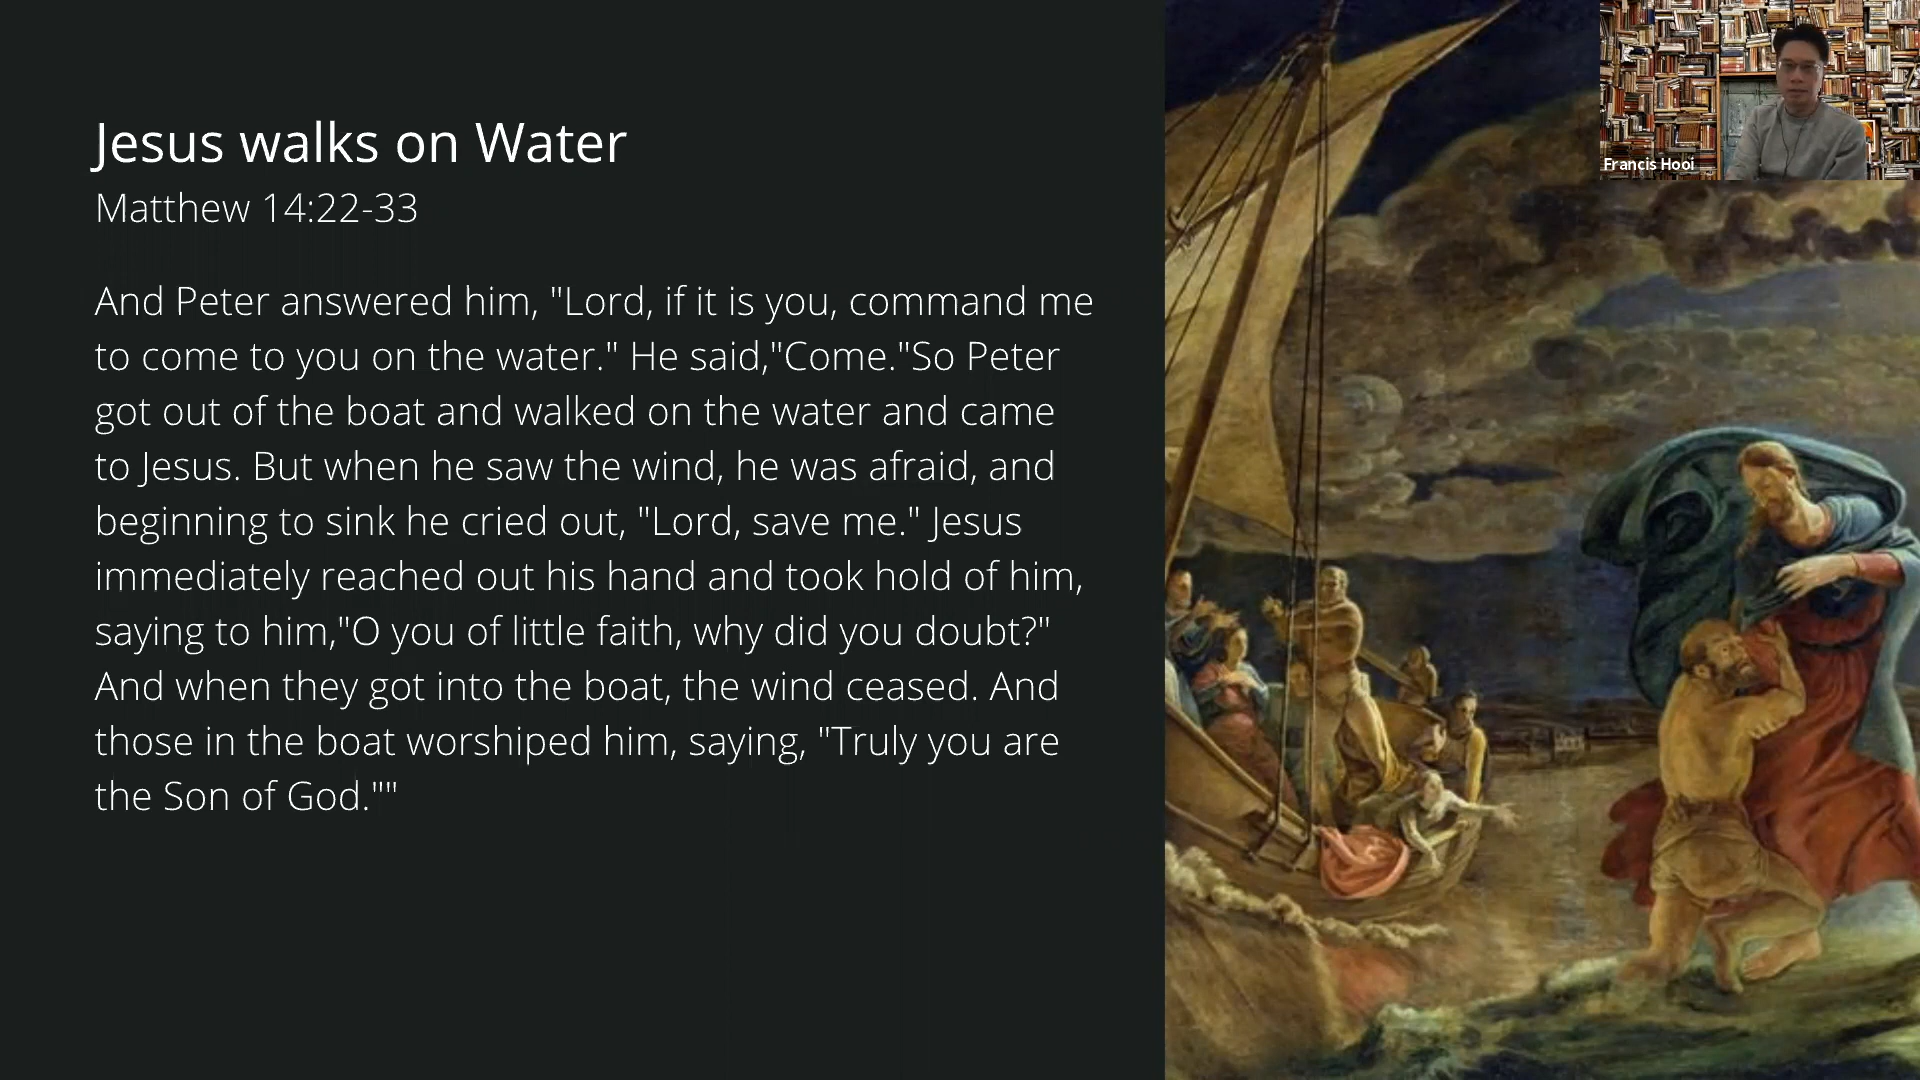 Jesus walks on Water
Matthew 14:22-33
And Peter answered him, "Lord, if it is you, command me
to come to you on the water." He said,"Come."So Peter
got out of the boat and walked on the water and came
to Jesus. But when he saw the wind, he was afraid, and
beginning to sink he cried out, "Lord, save me." Jesus
immediately reached out his hand and took hold of him,
saying to him,"O you of little faith, why did you doubt?"
And when they got into the boat, the wind ceased. And
those in the boat worshiped him, saying, "Truly you are
the Son of God.""
Francis Hooi